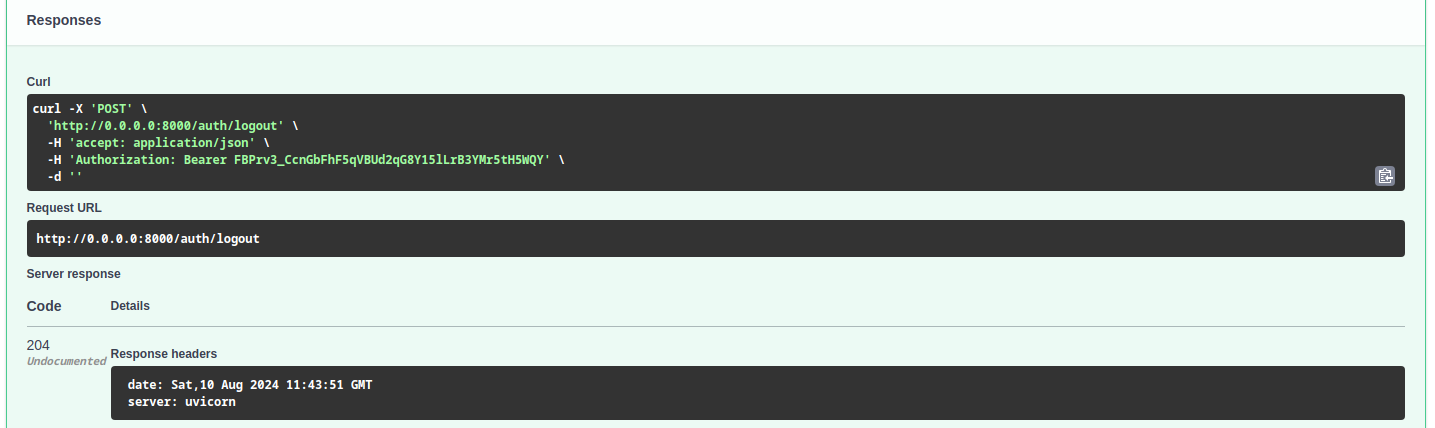 Responses
Curl
curl -X 'POST' \
'http://0.0.0.0:8000/auth/logout' \
-H 'accept: application/json' \
-H 'Authorization: Bearer FBPrv3_CcnGbFhF5qVBUd2qG8Y15lLrB3YMr5tH5WQY' \
-d ''
Request URL
http://0.0.0.0:8000/auth/logout
Server response
Code Details
204
Undocumented
Response headers
date: Sat,10 Aug 2024 11:43:51 GMT
server: uvicorn